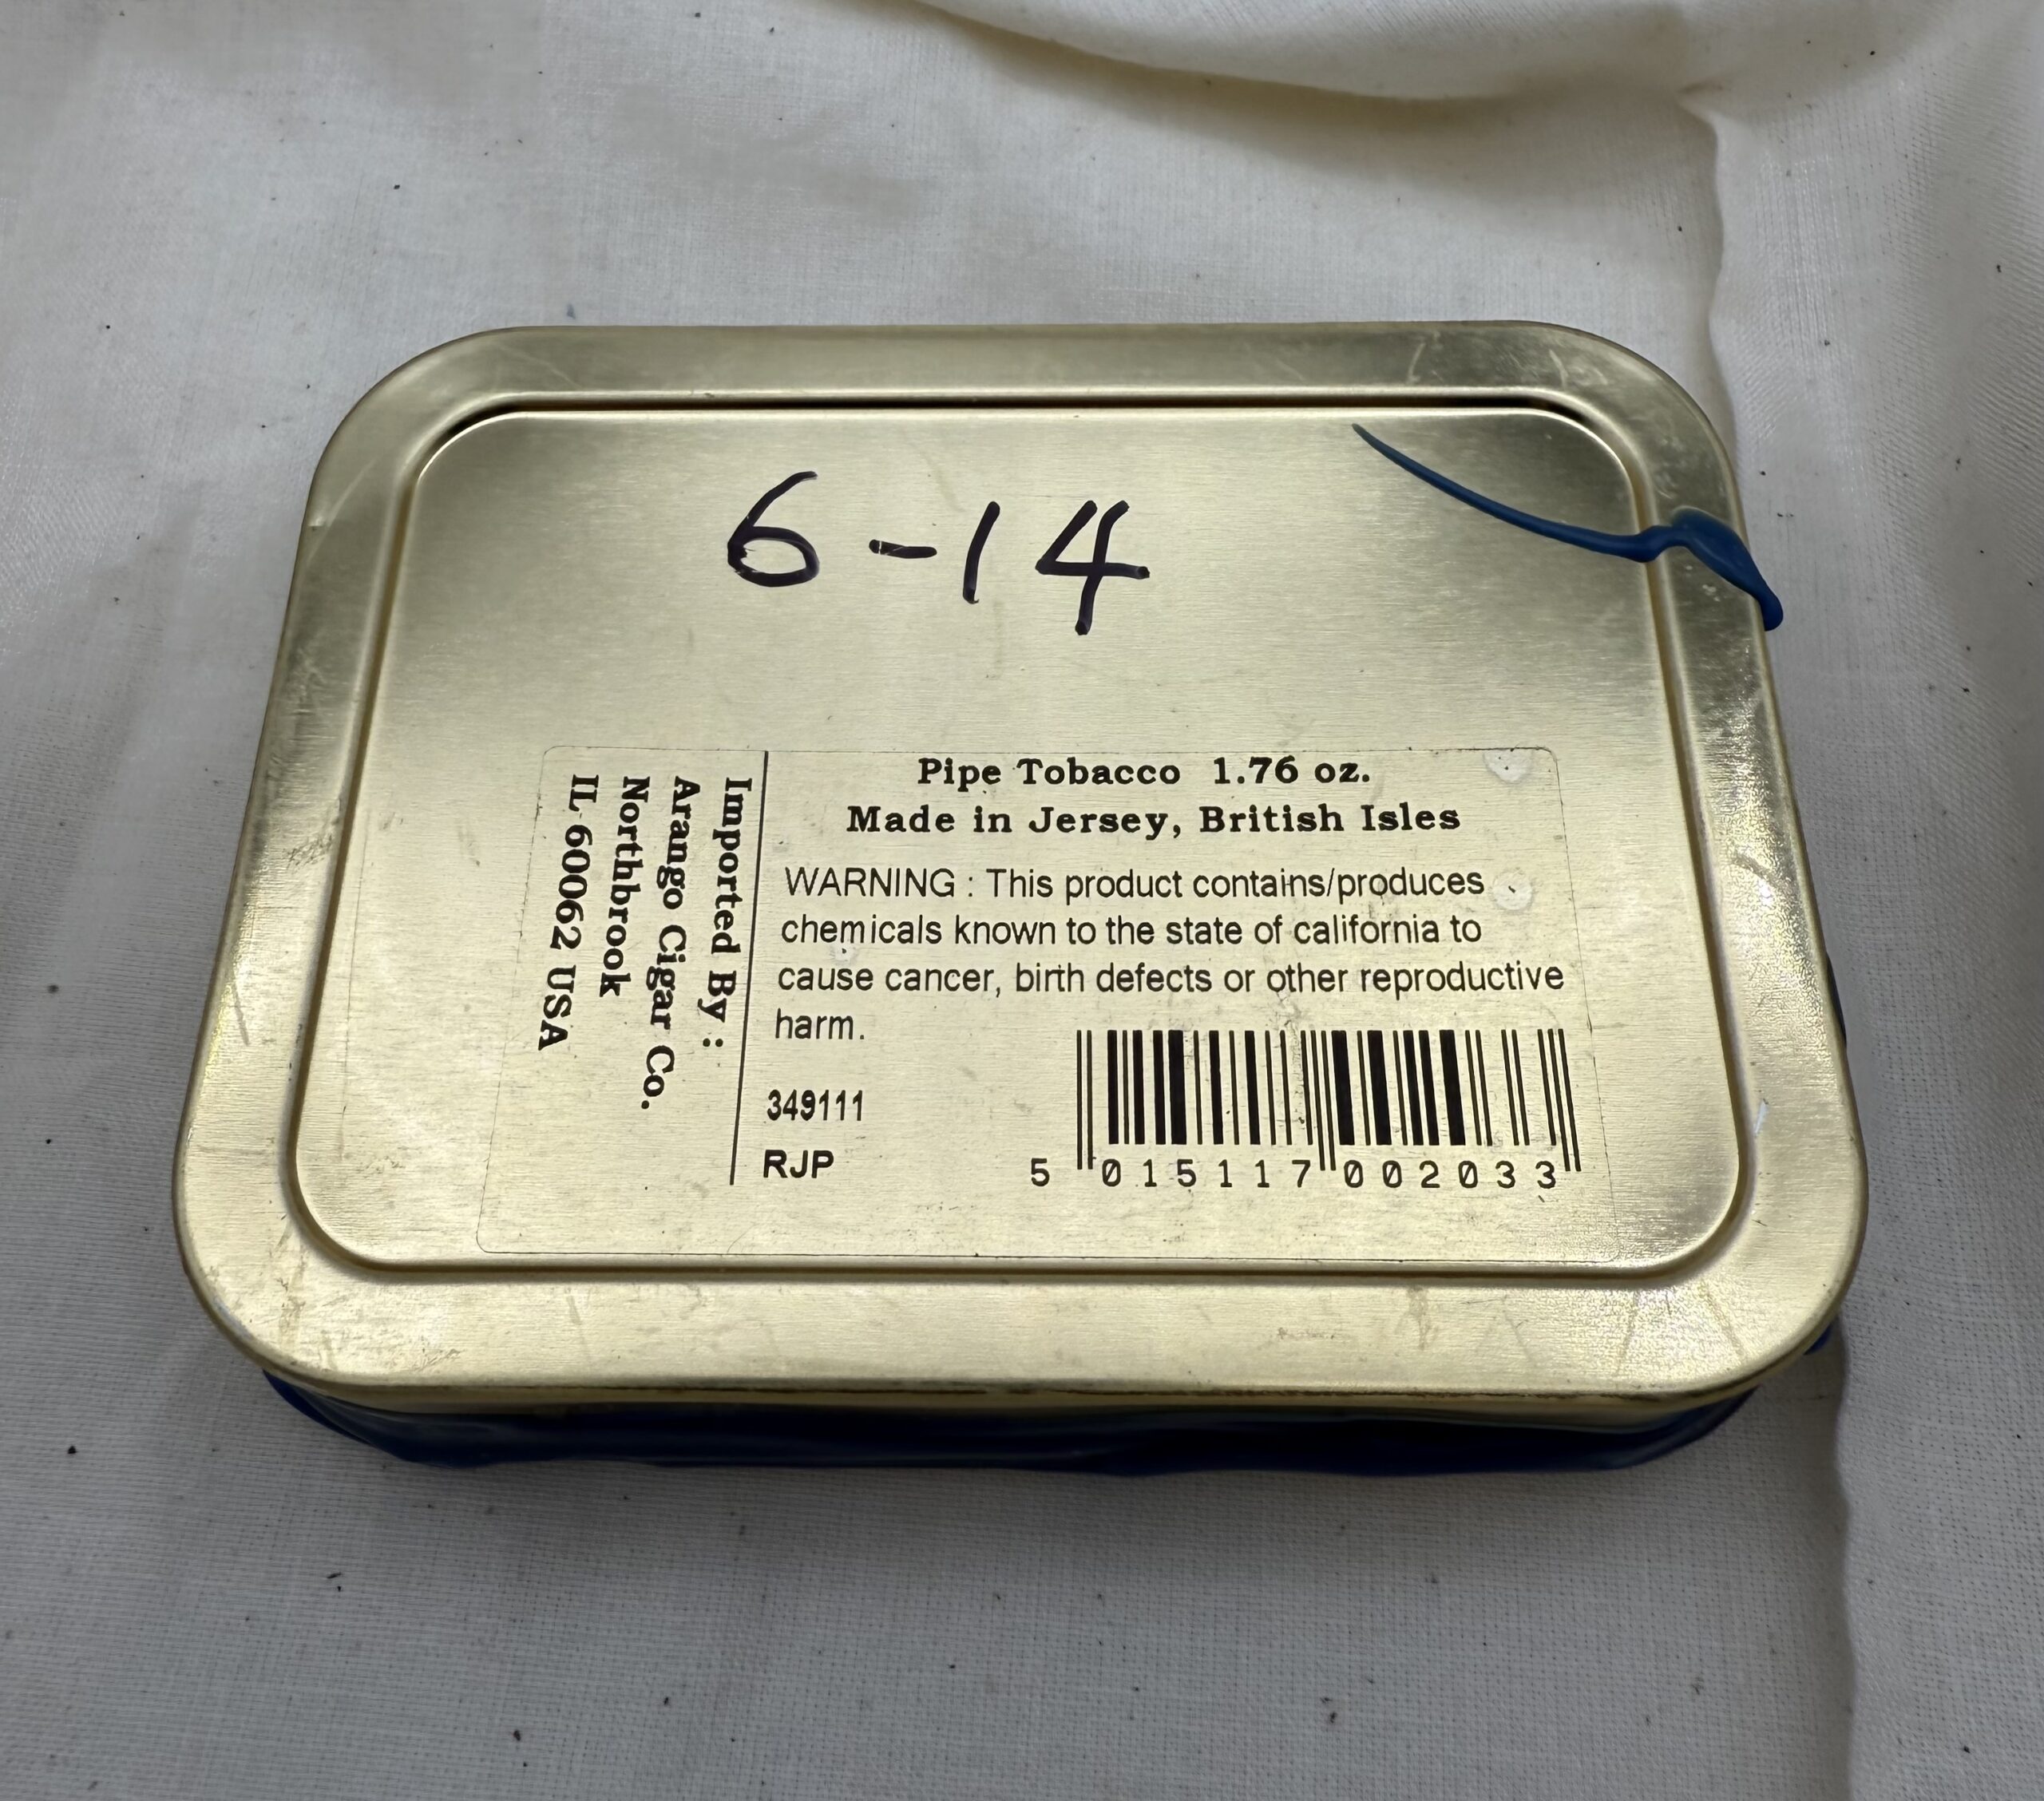 6-14
Pipe Tobacco 1.76 oz.
Made in Jersey, British Isles
WARNING : This product contains/produces
chemicals known to the state of california to
cause cancer, birth defects or other reproductive
harm.
349111
RJP
5 015117 002033
Imported By :
Arango Cigar Co.
Northbrook
IL 60062 USA